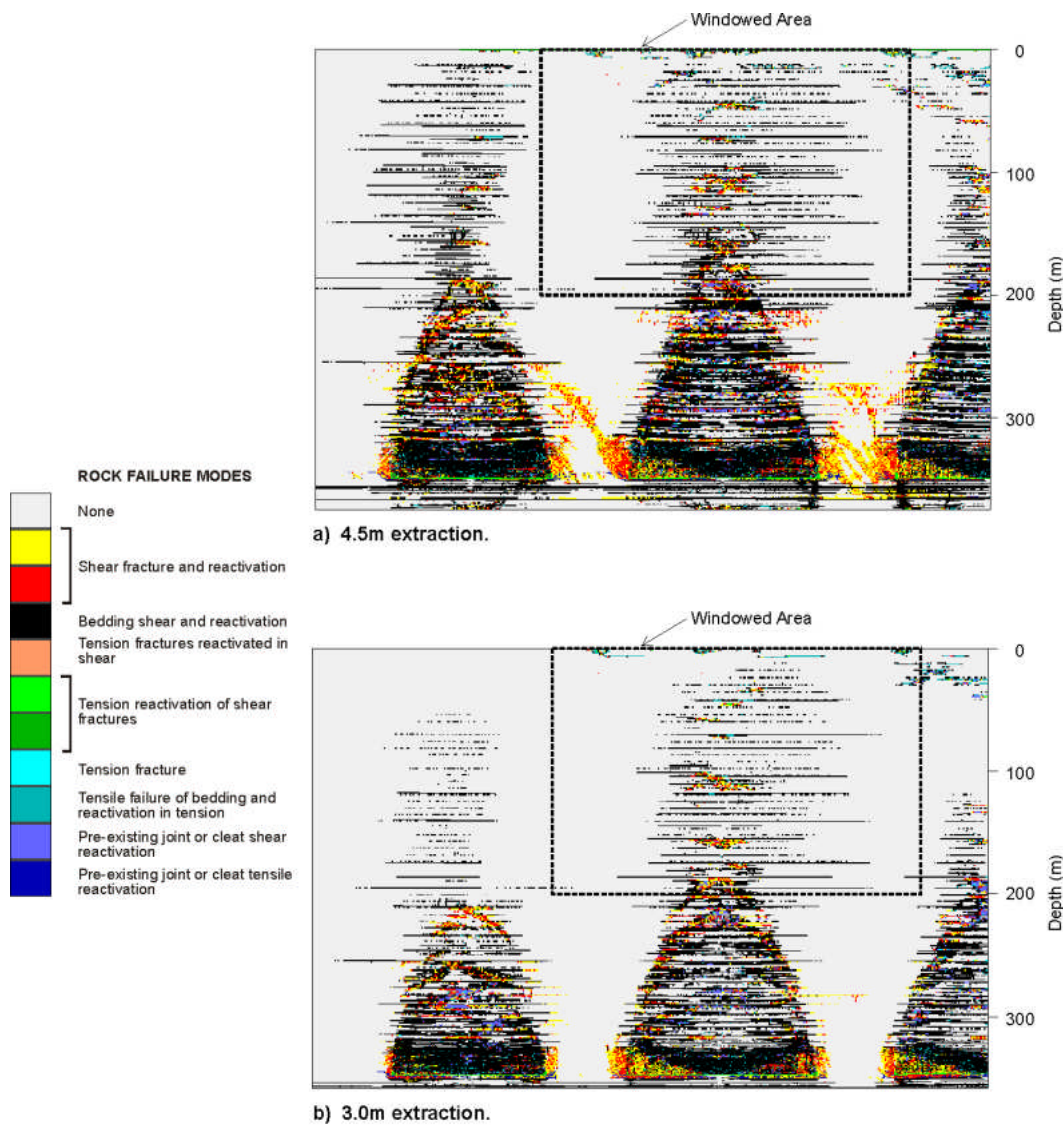 Windowed Area
0
100
200
300
Depth (m)
a) 4.5m extraction.
ROCK FAILURE MODES
None
Shear fracture and reactivation
Bedding shear and reactivation
Tension fractures reactivated in
shear
Tension reactivation of shear
fractures
Tension fracture
Tensile failure of bedding and
reactivation in tension
Pre-existing joint or cleat shear
reactivation
Pre-existing joint or cleat tensile
reactivation
Windowed Area
0
100
200
300
Depth (m)
b) 3.0m extraction.